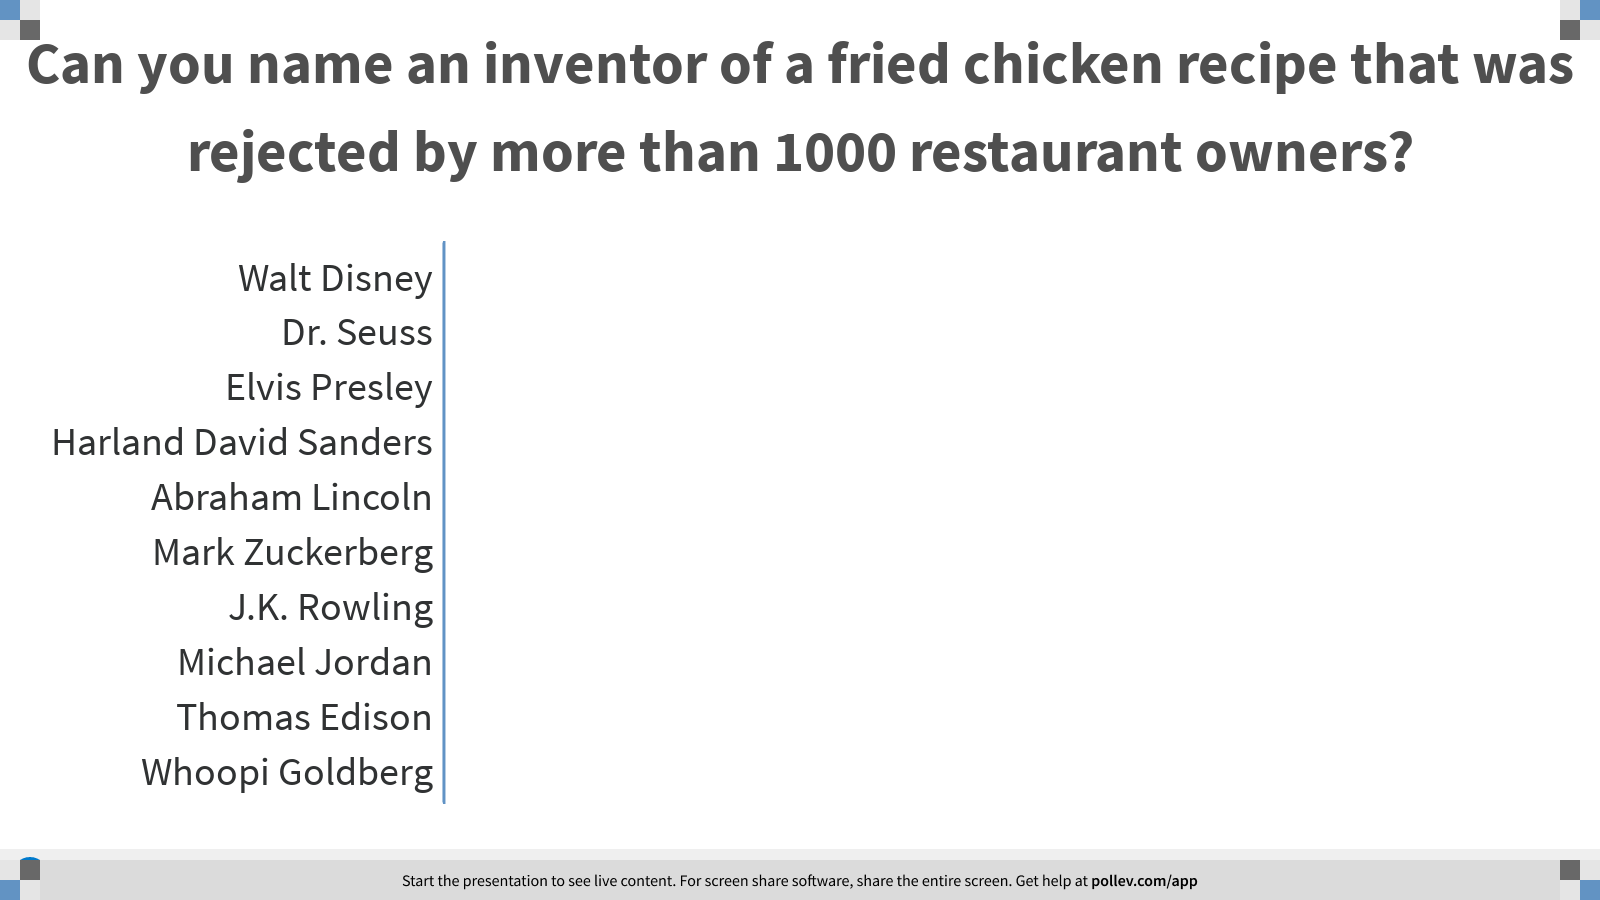 Can you name an inventor of a fried chicken recipe that was
rejected by more than 1000 restaurant owners?
Walt Disney
Dr. Seuss
Elvis Presley
Harland David Sanders
Abraham Lincoln
Mark Zuckerberg
J.K. Rowling
Michael Jordan
Thomas Edison
Whoopi Goldberg
Start the presentation to see live content. For screen share software, share the entire screen. Get help at pollev.com/app